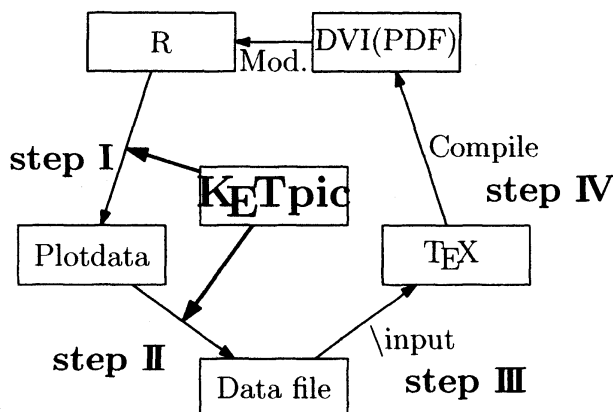 R
DVI(PDF)
Mod.
step I
KETpic
Compile
step IV
Plotdata
TEX
step II
\input
Data file
step III